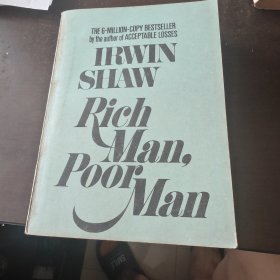 THE 6-MILLION-COPY BESTSELLER
by the author of ACCEPTABLE LOSSES
IRWIN
SHAW
Rich
Man,
Poor
Man